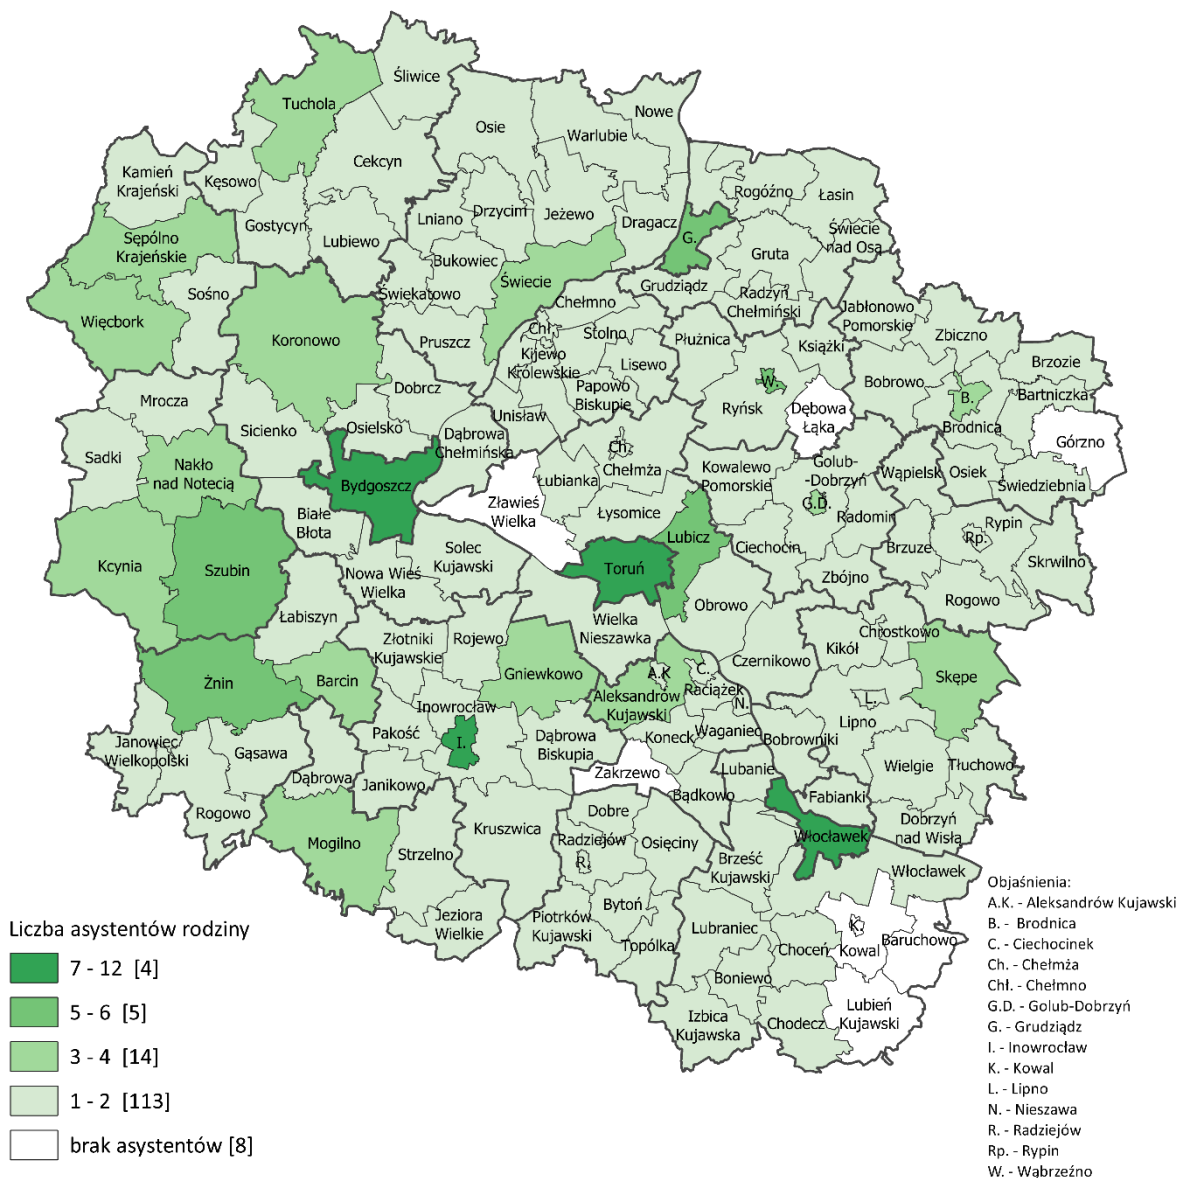 Śliwice
Tuchola
Nowe
Osie
Warlubie
Cekcyn
Kamień
Krajeński
Kęsowo
Rogóźno
Łasin
Lniano
Drzycim
Jeżewo
Dragacz
Gostycyn
Lubiewo
Świecie
nad Osą
Sępólno
Krajeńskie
G.
Gruta
Bukowiec
Świecie
Sośno
Świekatowo
Grudziądz
Radzyń
Chełmiński
Chełmno
Jabłonowo
Pomorskie
Więcbork
Koronowo
Chł.
Stolno
Płużnica
Zbiczno
Pruszcz
Kijewo
Królewskie
Lisewo
Książki
Brzozie
Dobrcz
Papowo
Biskupie
W.
Bobrowo
B.
Bartniczka
Mrocza
Unisław
Ryńsk
Dębowa
Łąka
Sicienko
Osielsko
Dąbrowa
Chełmińska
Brodnica
Górzno
Ch.
Chełmża
Sadki
Nakło
nad Notecią
Kowalewo
Pomorskie
Golub-
-Dobrzyń
Wąpielsk
Osiek
Świedziebnia
Bydgoszcz
Łubianka
Zławieś
Wielka
Łysomice
G.D.
Radomin
Białe
Błota
Rypin
Rp.
Lubicz
Ciechocin
Brzuze
Solec
Kujawski
Skrwilno
Kcynia
Szubin
Toruń
Nowa Wieś
Wielka
Zbójno
Rogowo
Łabiszyn
Obrowo
Wielka
Nieszawka
Złotniki
Kujawskie
Rojewo
Chrostkowo
Kikół
Czernikowo
Żnin
Barcin
Gniewkowo
A.K
C.
Raciążek
Skępe
Aleksandrów
Kujawski
N.
L.
Inowrocław
Lipno
Pakość
I.
Dąbrowa
Biskupia
Koneck
Waganiec
Bobrowniki
Janowiec
Wielkopolski
Gąsawa
Zakrzewo
Lubanie
Wielgie
Tłuchowo
Dąbrowa
Janikowo
Bądkowo
Fabianki
Rogowo
Dobre
Dobrzyń
nad Wisłą
Kruszwica
Mogilno
Radziejów
Osięciny
Włocławek
Strzelno
R.
Brześć
Kujawski
Włocławek
Bytoń
Jeziora
Wielkie
Piotrków
Kujawski
Lubraniec
K.
Kowal
Baruchowo
Topólka
Choceń
Boniewo
Lubień
Kujawski
Izbica
Kujawska
Chodecz
Liczba asystentów rodziny
7 - 12 [4]
5 - 6 [5]
3 - 4 [14]
1 - 2 [113]
brak asystentów [8]
Objaśnienia:
A.K. - Aleksandrów Kujawski
B. - Brodnica
C. - Ciechocinek
Ch. - Chełmża
Chł. - Chełmno
G.D. - Golub-Dobrzyń
G. - Grudziądz
I. - Inowrocław
K. - Kowal
L. - Lipno
N. - Nieszawa
R. - Radziejów
Rp. - Rypin
W. - Wąbrzeźno